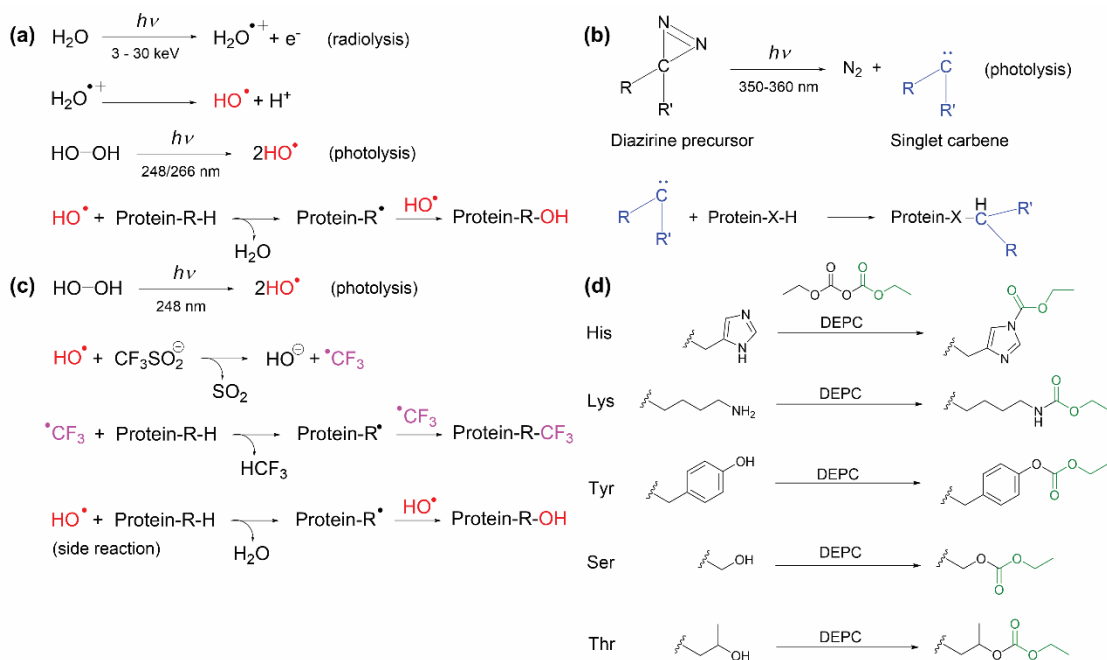 (a)
H₂O hν 3 - 30 keV H₂O•+ + e- (radiolysis)
H₂O•+ HO• + H+
HO-OH hν 248/266 nm 2HO• (photolysis)
HO• + Protein-R-H H₂O Protein-R• HO• Protein-R-OH
(b)
N N C R R' hν 350-360 nm N₂ + C R R' (photolysis)
Diazirine precursor Singlet carbene
C R R' + Protein-X-H Protein-X-C H R' R
(c)
HO-OH hν 248 nm 2HO• (photolysis)
HO• + CF₃SO₂⊖ SO₂ HO⊖ + •CF₃
•CF₃ + Protein-R-H HCF₃ Protein-R• •CF₃ Protein-R-CF₃
HO• + Protein-R-H H₂O Protein-R• HO• Protein-R-OH
(side reaction)
(d)
O O O O O
His N NH DEPC O O N N
Lys NH₂ DEPC N H O O
Tyr OH DEPC O O O
Ser OH DEPC O O O
Thr OH DEPC O O O